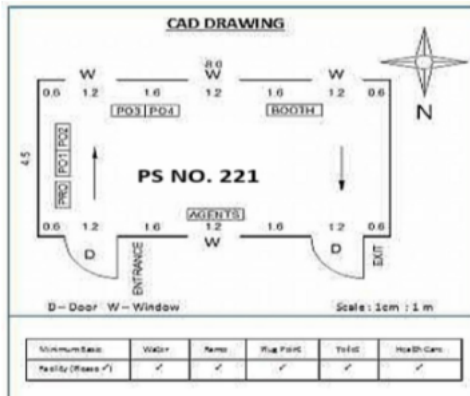 CAD DRAWING
W W W
8.0
0.6 1.2 1.6 1.2 1.6 1.2 0.6
PO3 PO4 BOOTH
N
4.5
PRO PO1 PO2
PS NO. 221
AGENTS
0.6 1.2 1.6 1.6 1.2 0.6
D W D
ENTRANCE EXIT
D - Door W - Window Scale : 1cm : 1 m
Minimum Basic Water Ramp Plug Point Toilet Health Care
Facility (Please ✓) ✓ ✓ ✓ ✓ ✓